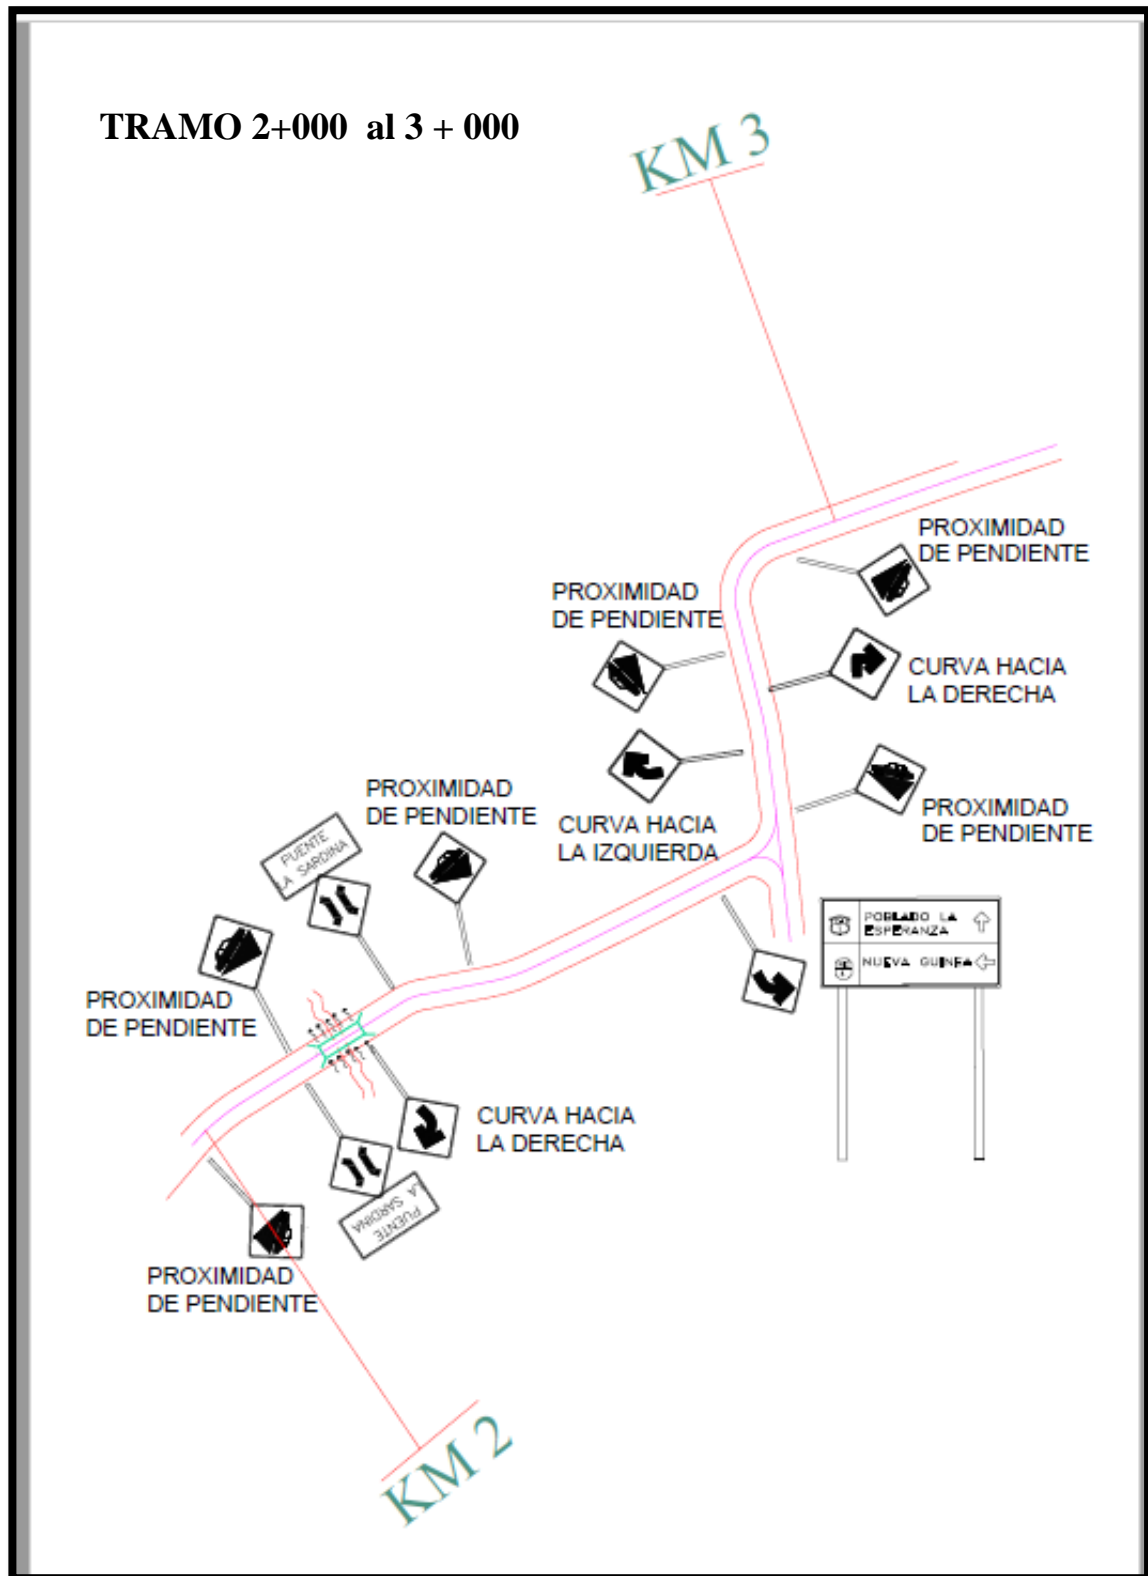 TRAMO 2+000 al 3 + 000
KM 3
PROXIMIDAD
DE PENDIENTE
PROXIMIDAD
DE PENDIENTE
CURVA HACIA
LA DERECHA
PROXIMIDAD
DE PENDIENTE
CURVA HACIA
LA IZQUIERDA
PROXIMIDAD
DE PENDIENTE
PUENTE
LA SARDINA
POBLADO LA
ESPERANZA
NUEVA GUINEA
PROXIMIDAD
DE PENDIENTE
CURVA HACIA
LA DERECHA
PUENTE
LA SARDINA
PROXIMIDAD
DE PENDIENTE
KM 2